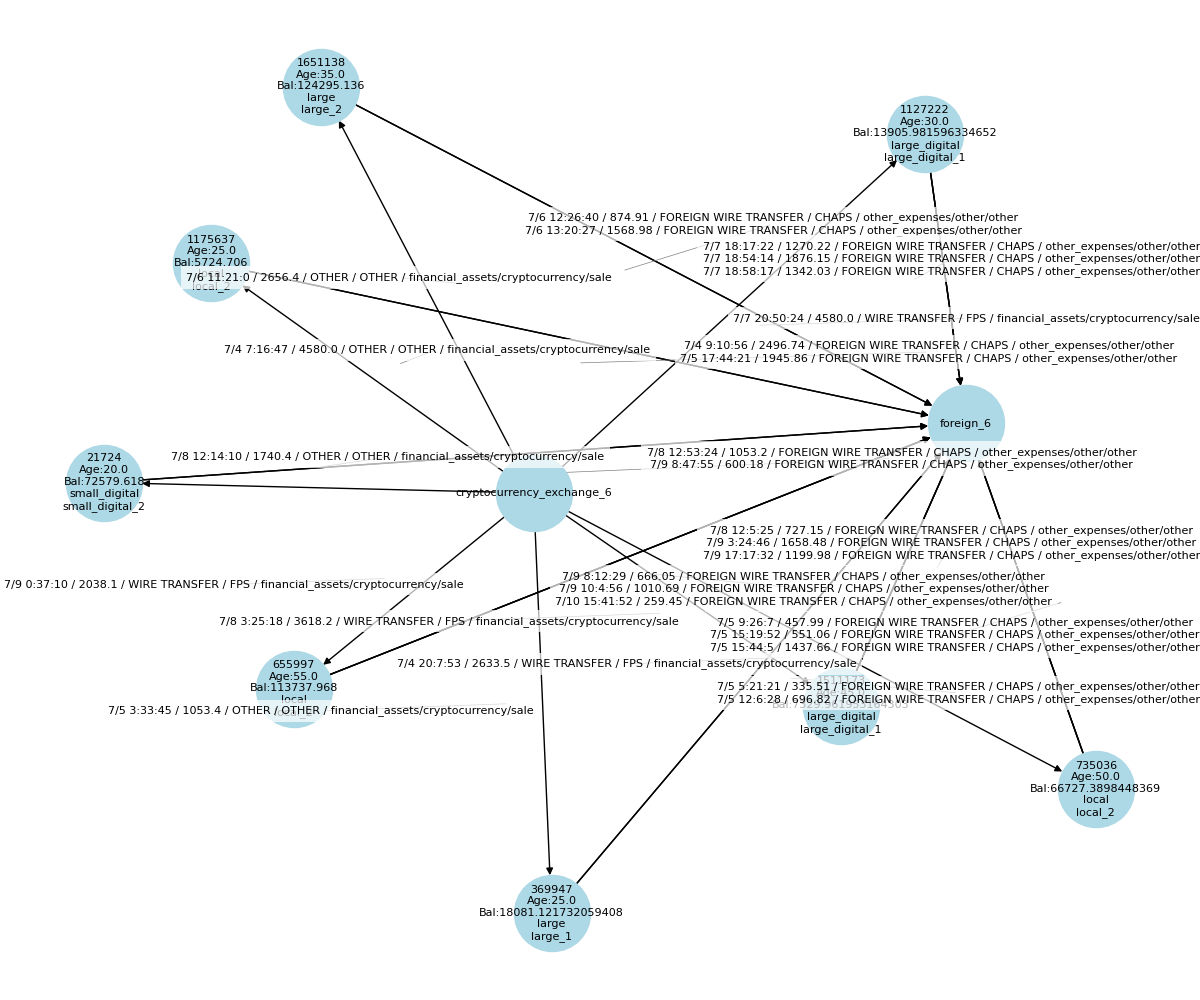 1651138
Age:35.0
Bal:124295.136
large
large_2
1127222
Age:30.0
Bal:13905.981596334652
large_digital
large_digital_1
7/6 12:26:40 / 874.91 / FOREIGN WIRE TRANSFER / CHAPS / other_expenses/other/other
7/6 13:20:27 / 1568.98 / FOREIGN WIRE TRANSFER / CHAPS / other_expenses/other/other
1175637
Age:25.0
Bal:5724.706
local
local_2
7/7 18:17:22 / 1270.22 / FOREIGN WIRE TRANSFER / CHAPS / other_expenses/other/other
7/7 18:54:14 / 1876.15 / FOREIGN WIRE TRANSFER / CHAPS / other_expenses/other/other
7/7 18:58:17 / 1342.03 / FOREIGN WIRE TRANSFER / CHAPS / other_expenses/other/other
7/6 11:21:0 / 2656.4 / OTHER / OTHER / financial_assets/cryptocurrency/sale
7/7 20:50:24 / 4580.0 / WIRE TRANSFER / FPS / financial_assets/cryptocurrency/sale
7/4 7:16:47 / 4580.0 / OTHER / OTHER / financial_assets/cryptocurrency/sale
7/4 9:10:56 / 2496.74 / FOREIGN WIRE TRANSFER / CHAPS / other_expenses/other/other
7/5 17:44:21 / 1945.86 / FOREIGN WIRE TRANSFER / CHAPS / other_expenses/other/other
foreign_6
21724
Age:20.0
Bal:72579.618
small_digital
small_digital_2
7/8 12:14:10 / 1740.4 / OTHER / OTHER / financial_assets/cryptocurrency/sale
7/8 12:53:24 / 1053.2 / FOREIGN WIRE TRANSFER / CHAPS / other_expenses/other/other
7/9 8:47:55 / 600.18 / FOREIGN WIRE TRANSFER / CHAPS / other_expenses/other/other
cryptocurrency_exchange_6
7/8 12:5:25 / 727.15 / FOREIGN WIRE TRANSFER / CHAPS / other_expenses/other/other
7/9 3:24:46 / 1658.48 / FOREIGN WIRE TRANSFER / CHAPS / other_expenses/other/other
7/9 17:17:32 / 1199.98 / FOREIGN WIRE TRANSFER / CHAPS / other_expenses/other/other
7/9 0:37:10 / 2038.1 / WIRE TRANSFER / FPS / financial_assets/cryptocurrency/sale
7/9 8:12:29 / 666.05 / FOREIGN WIRE TRANSFER / CHAPS / other_expenses/other/other
7/9 10:4:56 / 1010.69 / FOREIGN WIRE TRANSFER / CHAPS / other_expenses/other/other
7/10 15:41:52 / 259.45 / FOREIGN WIRE TRANSFER / CHAPS / other_expenses/other/other
7/8 3:25:18 / 3618.2 / WIRE TRANSFER / FPS / financial_assets/cryptocurrency/sale
7/5 9:26:7 / 457.99 / FOREIGN WIRE TRANSFER / CHAPS / other_expenses/other/other
7/5 15:19:52 / 551.06 / FOREIGN WIRE TRANSFER / CHAPS / other_expenses/other/other
7/5 15:44:5 / 1437.66 / FOREIGN WIRE TRANSFER / CHAPS / other_expenses/other/other
7/4 20:7:53 / 2633.5 / WIRE TRANSFER / FPS / financial_assets/cryptocurrency/sale
655997
Age:55.0
Bal:113737.968
local
7/5 5:21:21 / 335.51 / FOREIGN WIRE TRANSFER / CHAPS / other_expenses/other/other
7/5 12:6:28 / 696.82 / FOREIGN WIRE TRANSFER / CHAPS / other_expenses/other/other
7/5 3:33:45 / 1053.4 / OTHER / OTHER / financial_assets/cryptocurrency/sale
1511173
large_digital
large_digital_1
735036
Age:50.0
Bal:66727.3898448369
local
local_2
369947
Age:25.0
Bal:18081.121732059408
large
large_1